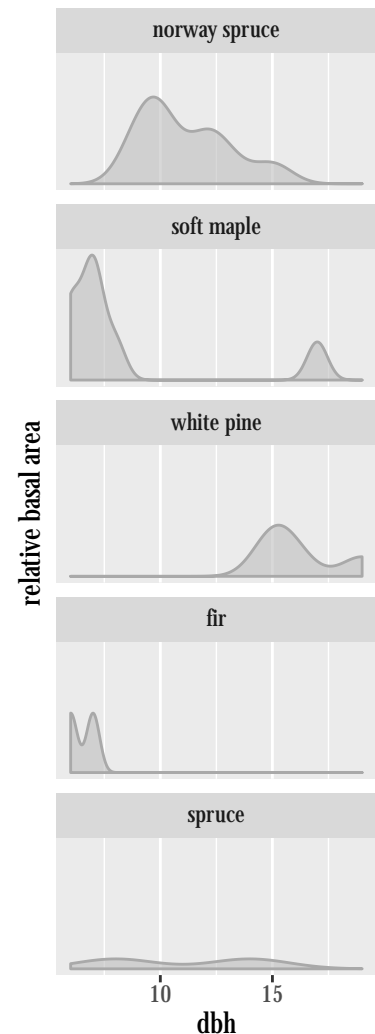 norway spruce
soft maple
white pine
fir
spruce
relative basal area
10 15
dbh